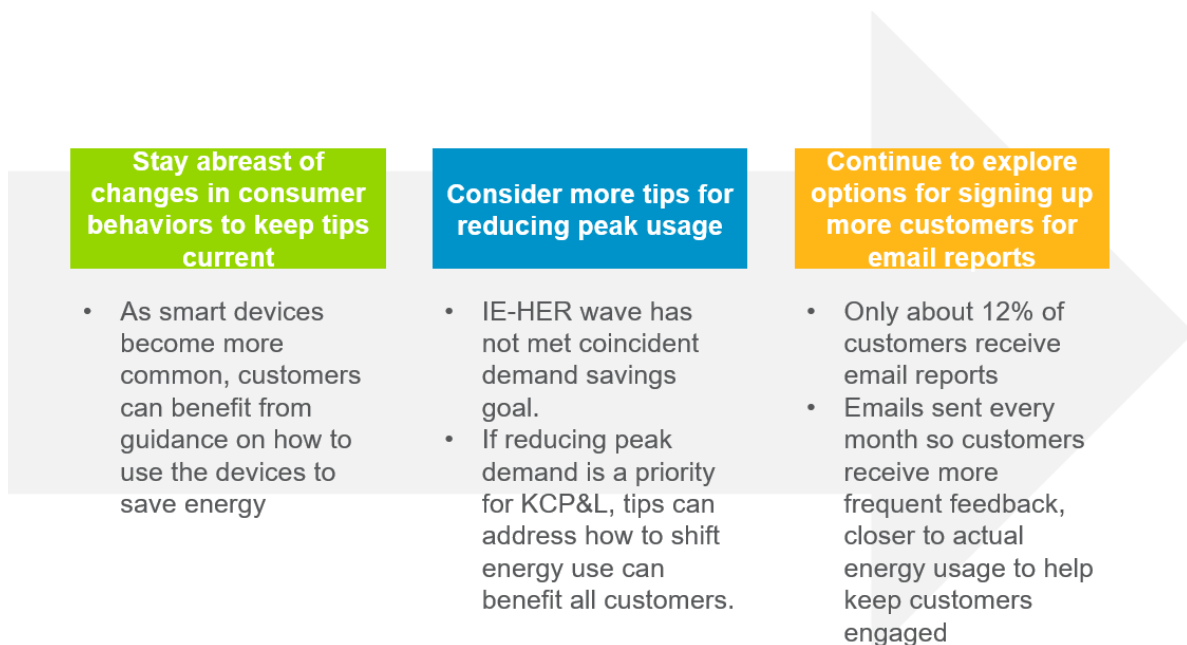 Stay abreast of
changes in consumer
behaviors to keep tips
current
• As smart devices
become more
common, customers
can benefit from
guidance on how to
use the devices to
save energy
Consider more tips for
reducing peak usage
• IE-HER wave has
not met coincident
demand savings
goal.
• If reducing peak
demand is a priority
for KCP&L, tips can
address how to shift
energy use can
benefit all customers.
Continue to explore
options for signing up
more customers for
email reports
• Only about 12% of
customers receive
email reports
• Emails sent every
month so customers
receive more
frequent feedback,
closer to actual
energy usage to help
keep customers
engaged